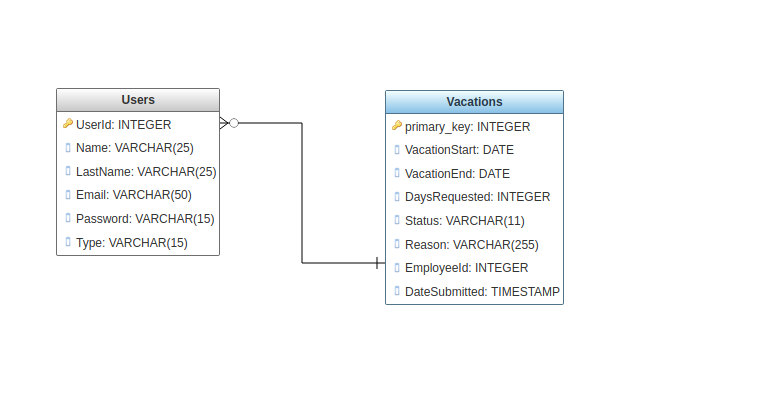 Users
UserId: INTEGER
Name: VARCHAR(25)
LastName: VARCHAR(25)
Email: VARCHAR(50)
Password: VARCHAR(15)
Type: VARCHAR(15)
Vacations
primary_key: INTEGER
VacationStart: DATE
VacationEnd: DATE
DaysRequested: INTEGER
Status: VARCHAR(11)
Reason: VARCHAR(255)
EmployeeId: INTEGER
DateSubmitted: TIMESTAMP